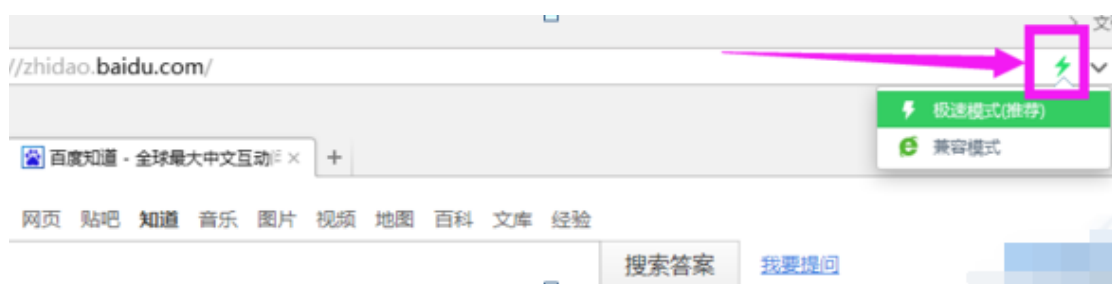 文
//zhidao.baidu.com/
极速模式(推荐)
兼容模式
百度知道 - 全球最大中文互动
网页 贴吧 知道 音乐 图片 视频 地图 百科 文库 经验
搜索答案 我要提问